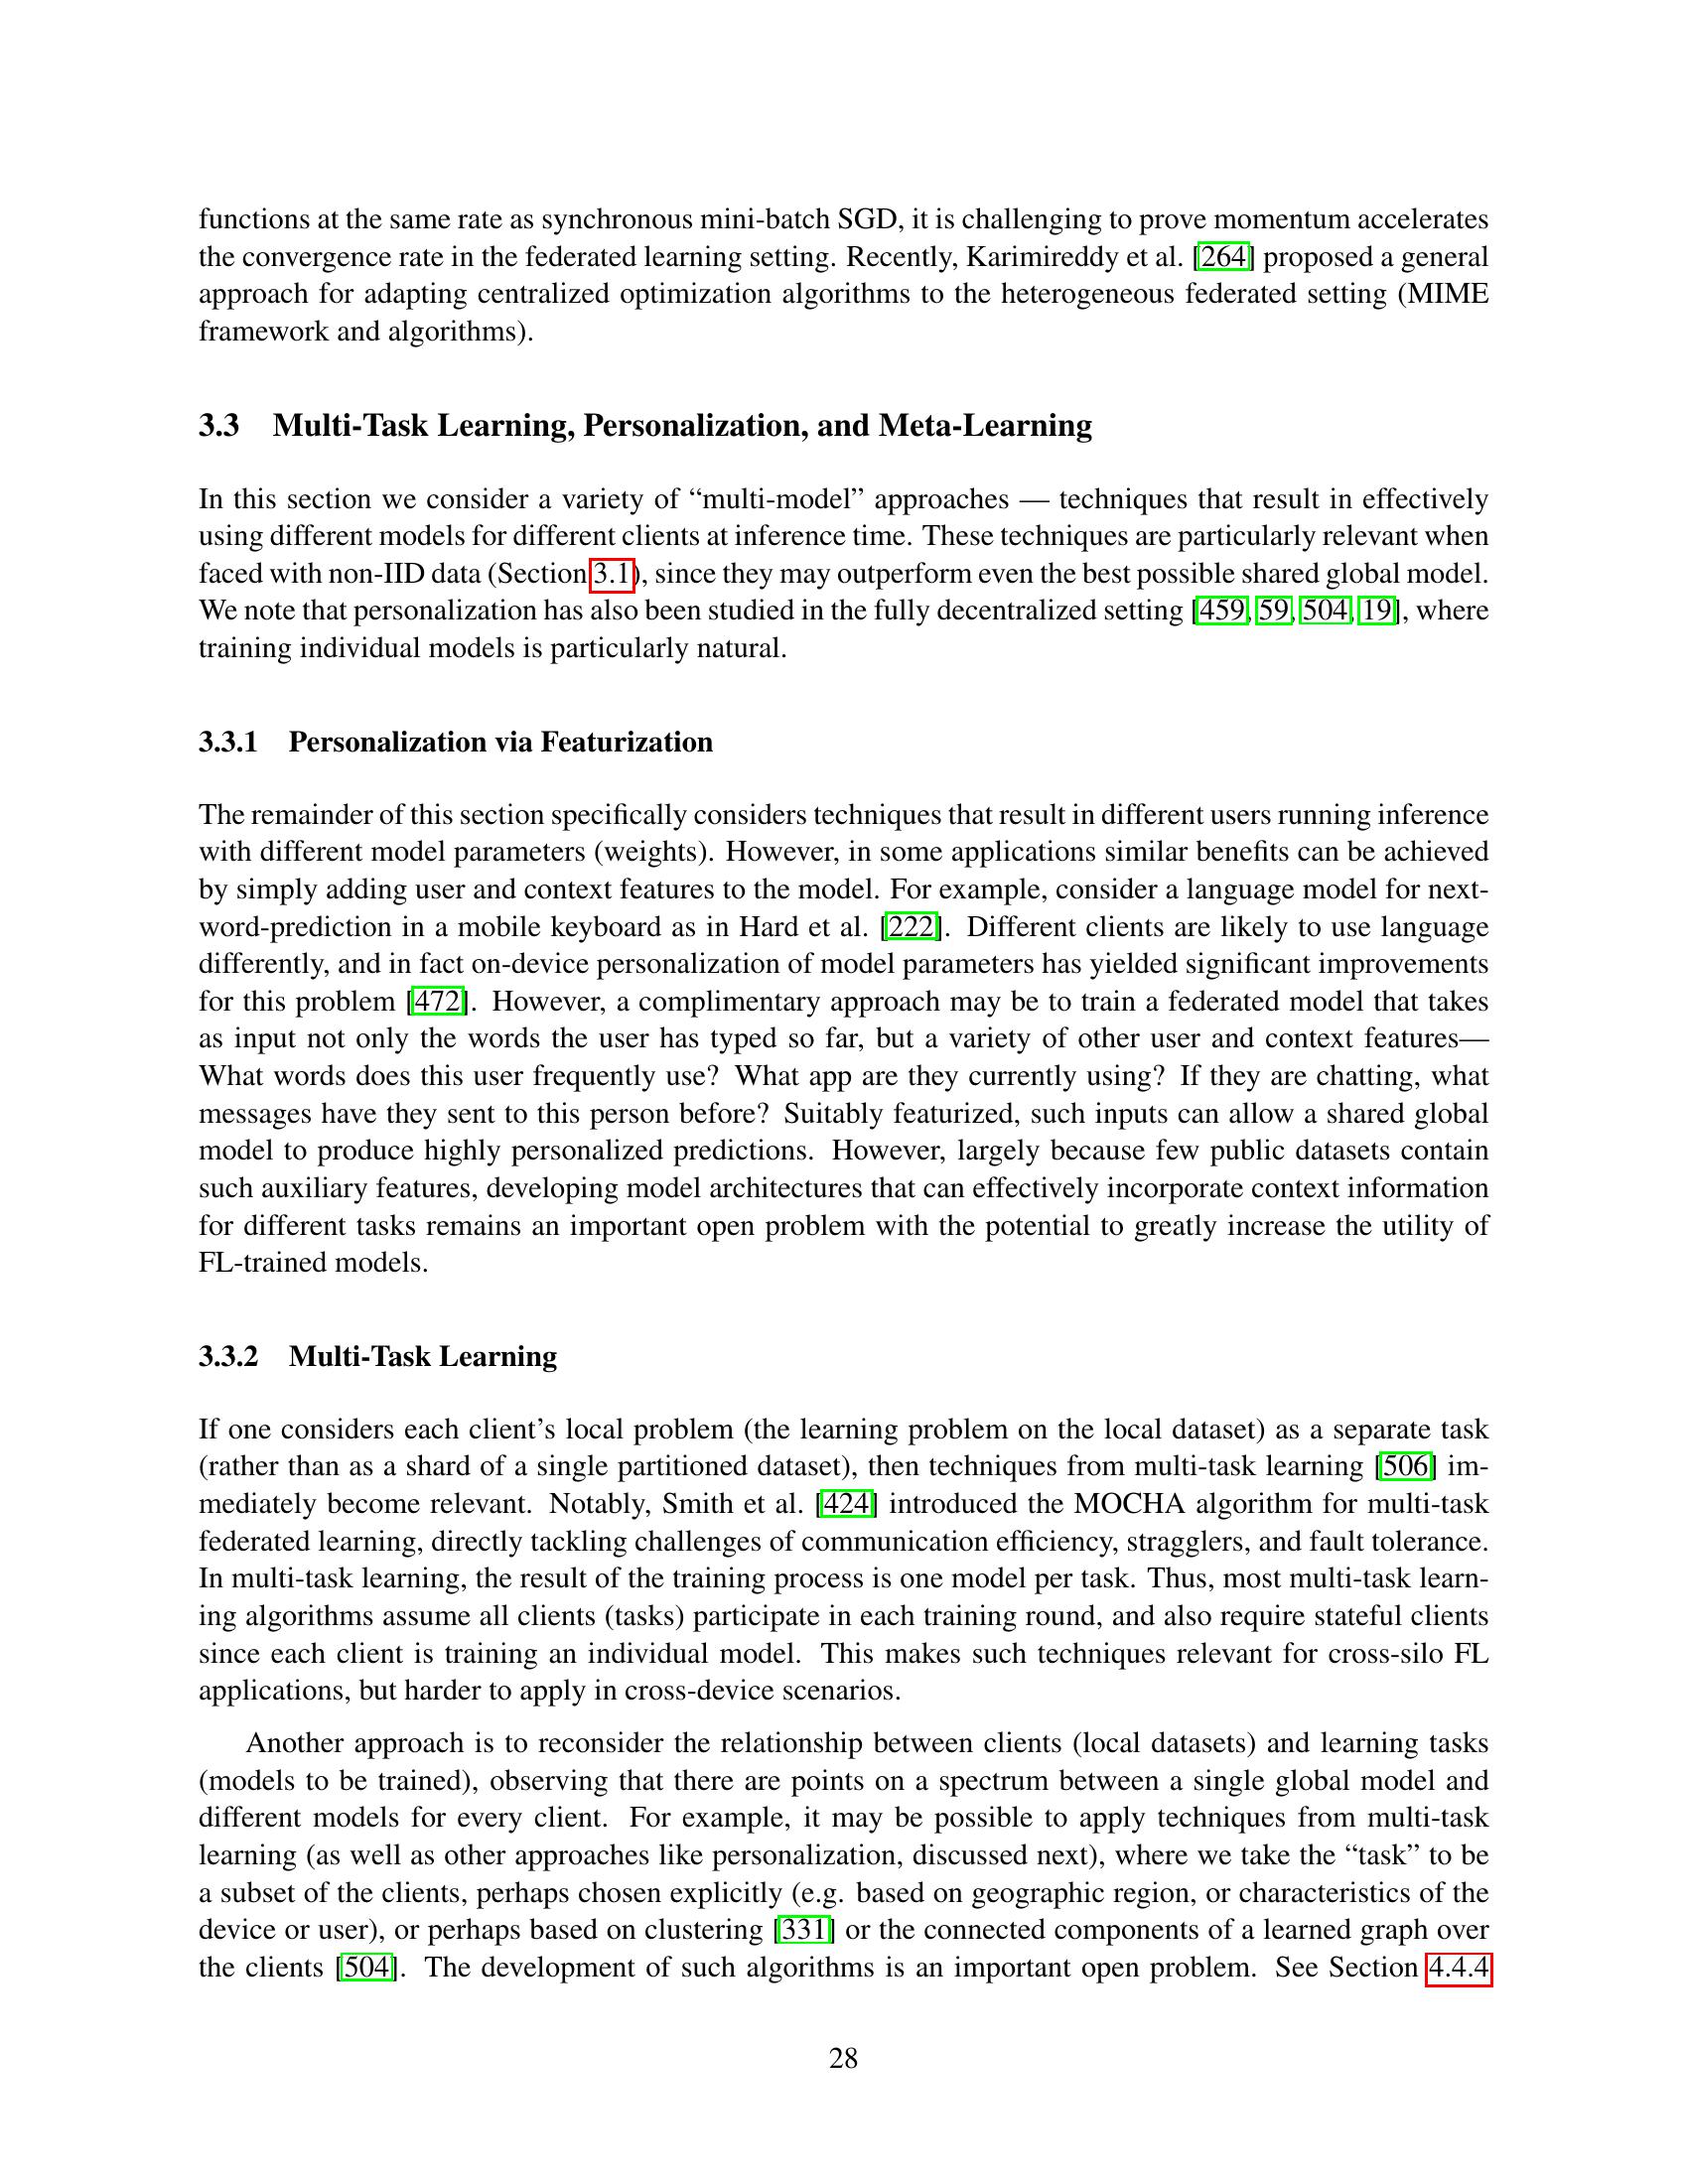 functions at the same rate as synchronous mini-batch SGD, it is challenging to prove momentum accelerates
the convergence rate in the federated learning setting. Recently, Karimireddy et al. [264] proposed a general
approach for adapting centralized optimization algorithms to the heterogeneous federated setting (MIME
framework and algorithms).
3.3 Multi-Task Learning, Personalization, and Meta-Learning
In this section we consider a variety of “multi-model” approaches — techniques that result in effectively
using different models for different clients at inference time. These techniques are particularly relevant when
faced with non-IID data (Section 3.1), since they may outperform even the best possible shared global model.
We note that personalization has also been studied in the fully decentralized setting [459, 59, 504, 19], where
training individual models is particularly natural.
3.3.1 Personalization via Featurization
The remainder of this section specifically considers techniques that result in different users running inference
with different model parameters (weights). However, in some applications similar benefits can be achieved
by simply adding user and context features to the model. For example, consider a language model for next-
word-prediction in a mobile keyboard as in Hard et al. [222]. Different clients are likely to use language
differently, and in fact on-device personalization of model parameters has yielded significant improvements
for this problem [472]. However, a complimentary approach may be to train a federated model that takes
as input not only the words the user has typed so far, but a variety of other user and context features—
What words does this user frequently use? What app are they currently using? If they are chatting, what
messages have they sent to this person before? Suitably featurized, such inputs can allow a shared global
model to produce highly personalized predictions. However, largely because few public datasets contain
such auxiliary features, developing model architectures that can effectively incorporate context information
for different tasks remains an important open problem with the potential to greatly increase the utility of
FL-trained models.
3.3.2 Multi-Task Learning
If one considers each client’s local problem (the learning problem on the local dataset) as a separate task
(rather than as a shard of a single partitioned dataset), then techniques from multi-task learning [506] im-
mediately become relevant. Notably, Smith et al. [424] introduced the MOCHA algorithm for multi-task
federated learning, directly tackling challenges of communication efficiency, stragglers, and fault tolerance.
In multi-task learning, the result of the training process is one model per task. Thus, most multi-task learn-
ing algorithms assume all clients (tasks) participate in each training round, and also require stateful clients
since each client is training an individual model. This makes such techniques relevant for cross-silo FL
applications, but harder to apply in cross-device scenarios.
Another approach is to reconsider the relationship between clients (local datasets) and learning tasks
(models to be trained), observing that there are points on a spectrum between a single global model and
different models for every client. For example, it may be possible to apply techniques from multi-task
learning (as well as other approaches like personalization, discussed next), where we take the “task” to be
a subset of the clients, perhaps chosen explicitly (e.g. based on geographic region, or characteristics of the
device or user), or perhaps based on clustering [331] or the connected components of a learned graph over
the clients [504]. The development of such algorithms is an important open problem. See Section 4.4.4
28